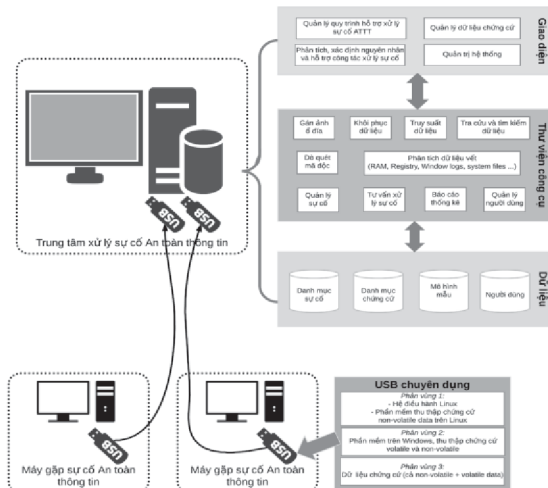 Quản lý quy trình hỗ trợ xử lý
sự cố ATTT
Quản lý dữ liệu chứng cứ
Phân tích, xác định nguyên nhân
và hỗ trợ công tác xử lý sự cố
Quản trị hệ thống
Giao diện
Gán ảnh
ổ đĩa
Khôi phục
dữ liệu
Truy suất
dữ liệu
Tra cứu và tìm kiếm
dữ liệu
Dò quét
mã độc
Phân tích dữ liệu vết
(RAM, Registry, Window logs, system files ...)
Quản lý
sự cố
Tư vấn xử
lý sự cố
Báo cáo
thống kê
Quản lý
người dùng
Thư viện công cụ
Danh mục
sự cố
Danh mục
chứng cứ
Mô hình
mẫu
Người dùng
Dữ liệu
USB
USB
Trung tâm xử lý sự cố An toàn thông tin
USB
Máy gặp sự cố An toàn
thông tin
USB
Máy gặp sự cố An toàn
thông tin
USB chuyên dụng
Phân vùng 1:
- Hệ điều hành Linux
- Phần mềm thu thập chứng cứ
non-volatile data trên Linux
Phân vùng 2:
Phần mềm trên Windows, thu thập chứng cứ
volatile và non-volatile
Phân vùng 3:
Dữ liệu chứng cứ (cả non-volatile + volatile data)